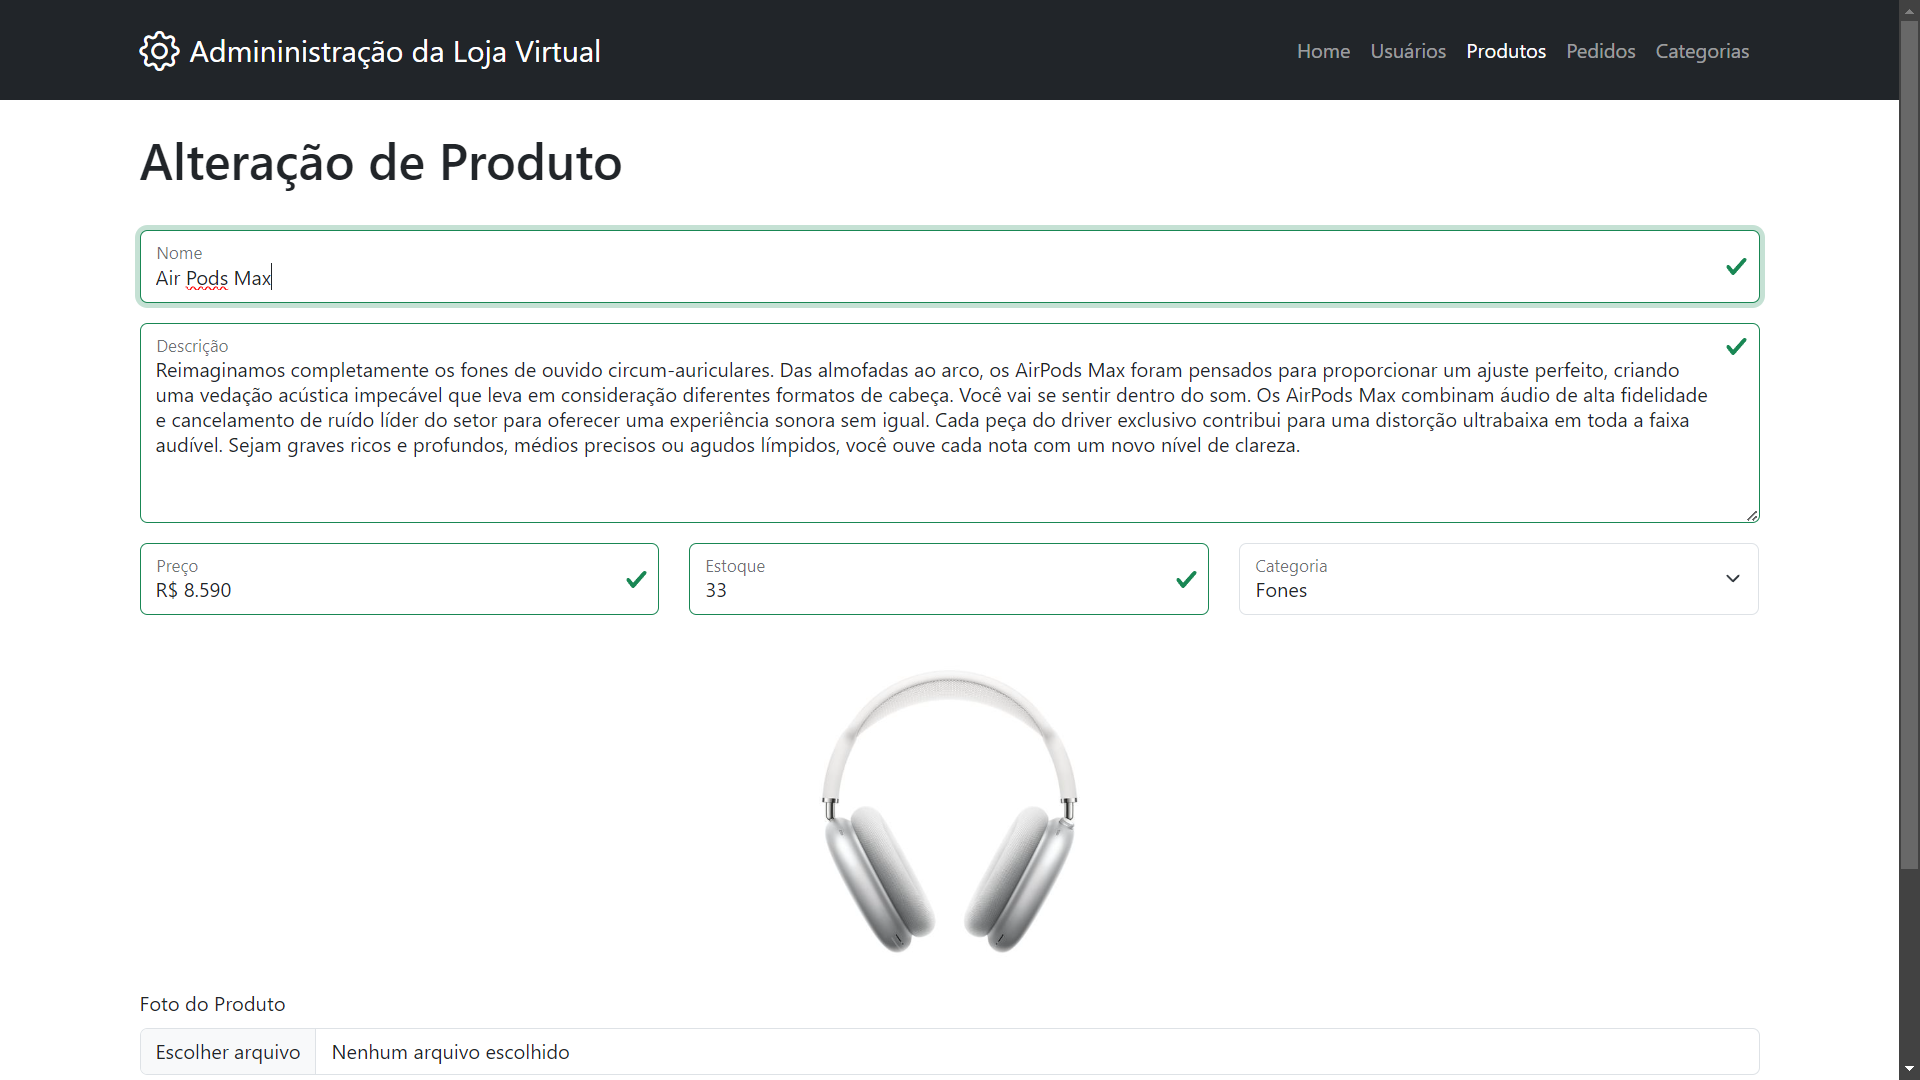 Admininistração da Loja Virtual
Home Usuários Produtos Pedidos Categorias
Alteração de Produto
Nome
Air Pods Max
Descrição
Reimaginamos completamente os fones de ouvido circum-auriculares. Das almofadas ao arco, os AirPods Max foram pensados para proporcionar um ajuste perfeito, criando
uma vedação acústica impecável que leva em consideração diferentes formatos de cabeça. Você vai se sentir dentro do som. Os AirPods Max combinam áudio de alta fidelidade
e cancelamento de ruído líder do setor para oferecer uma experiência sonora sem igual. Cada peça do driver exclusivo contribui para uma distorção ultrabaixa em toda a faixa
audível. Sejam graves ricos e profundos, médios precisos ou agudos límpidos, você ouve cada nota com um novo nível de clareza.
Preço
R$ 8.590
Estoque
33
Categoria
Fones
Foto do Produto
Escolher arquivo Nenhum arquivo escolhido